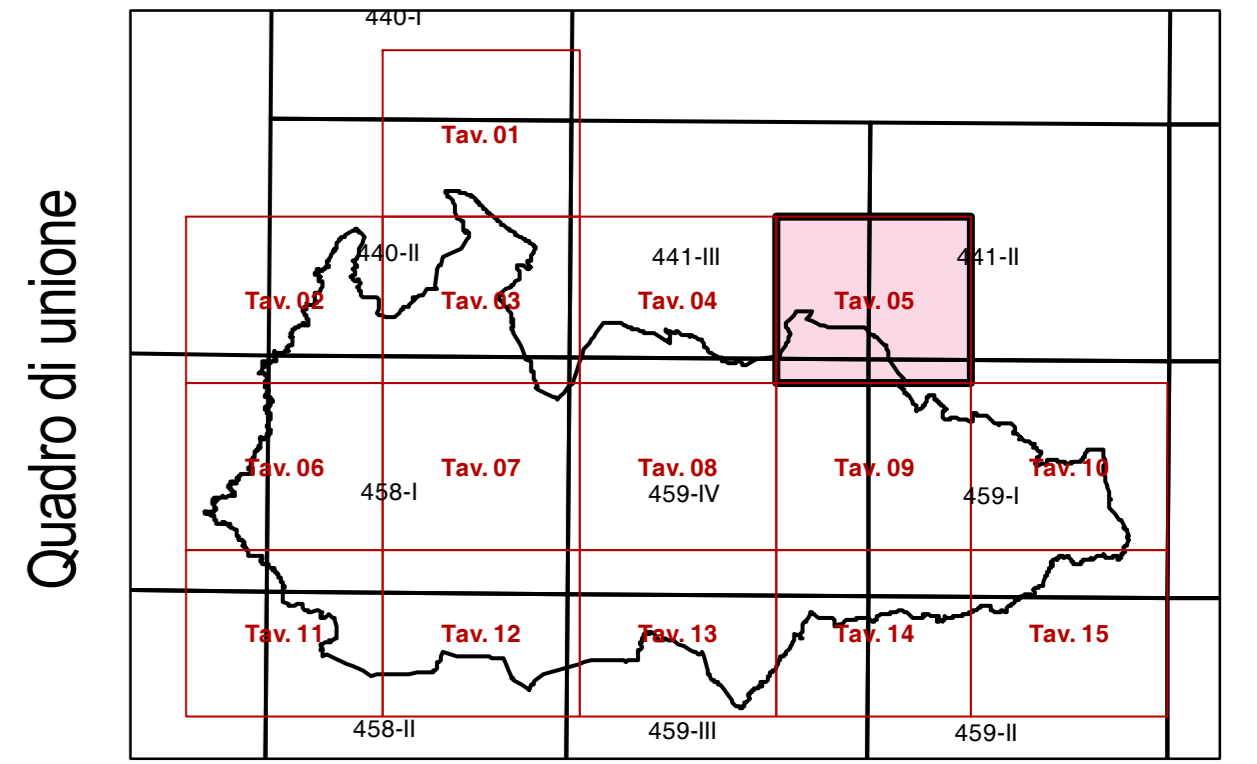 Quadro di unione
440-I
Tav. 01
440-II
441-III
441-II
Tav. 02
Tav. 03
Tav. 04
Tav. 05
Tav. 06
Tav. 07
Tav. 08
Tav. 09
Tav. 10
458-I
459-IV
459-I
Tav. 11
Tav. 12
Tav. 13
Tav. 14
Tav. 15
458-II
459-III
459-II